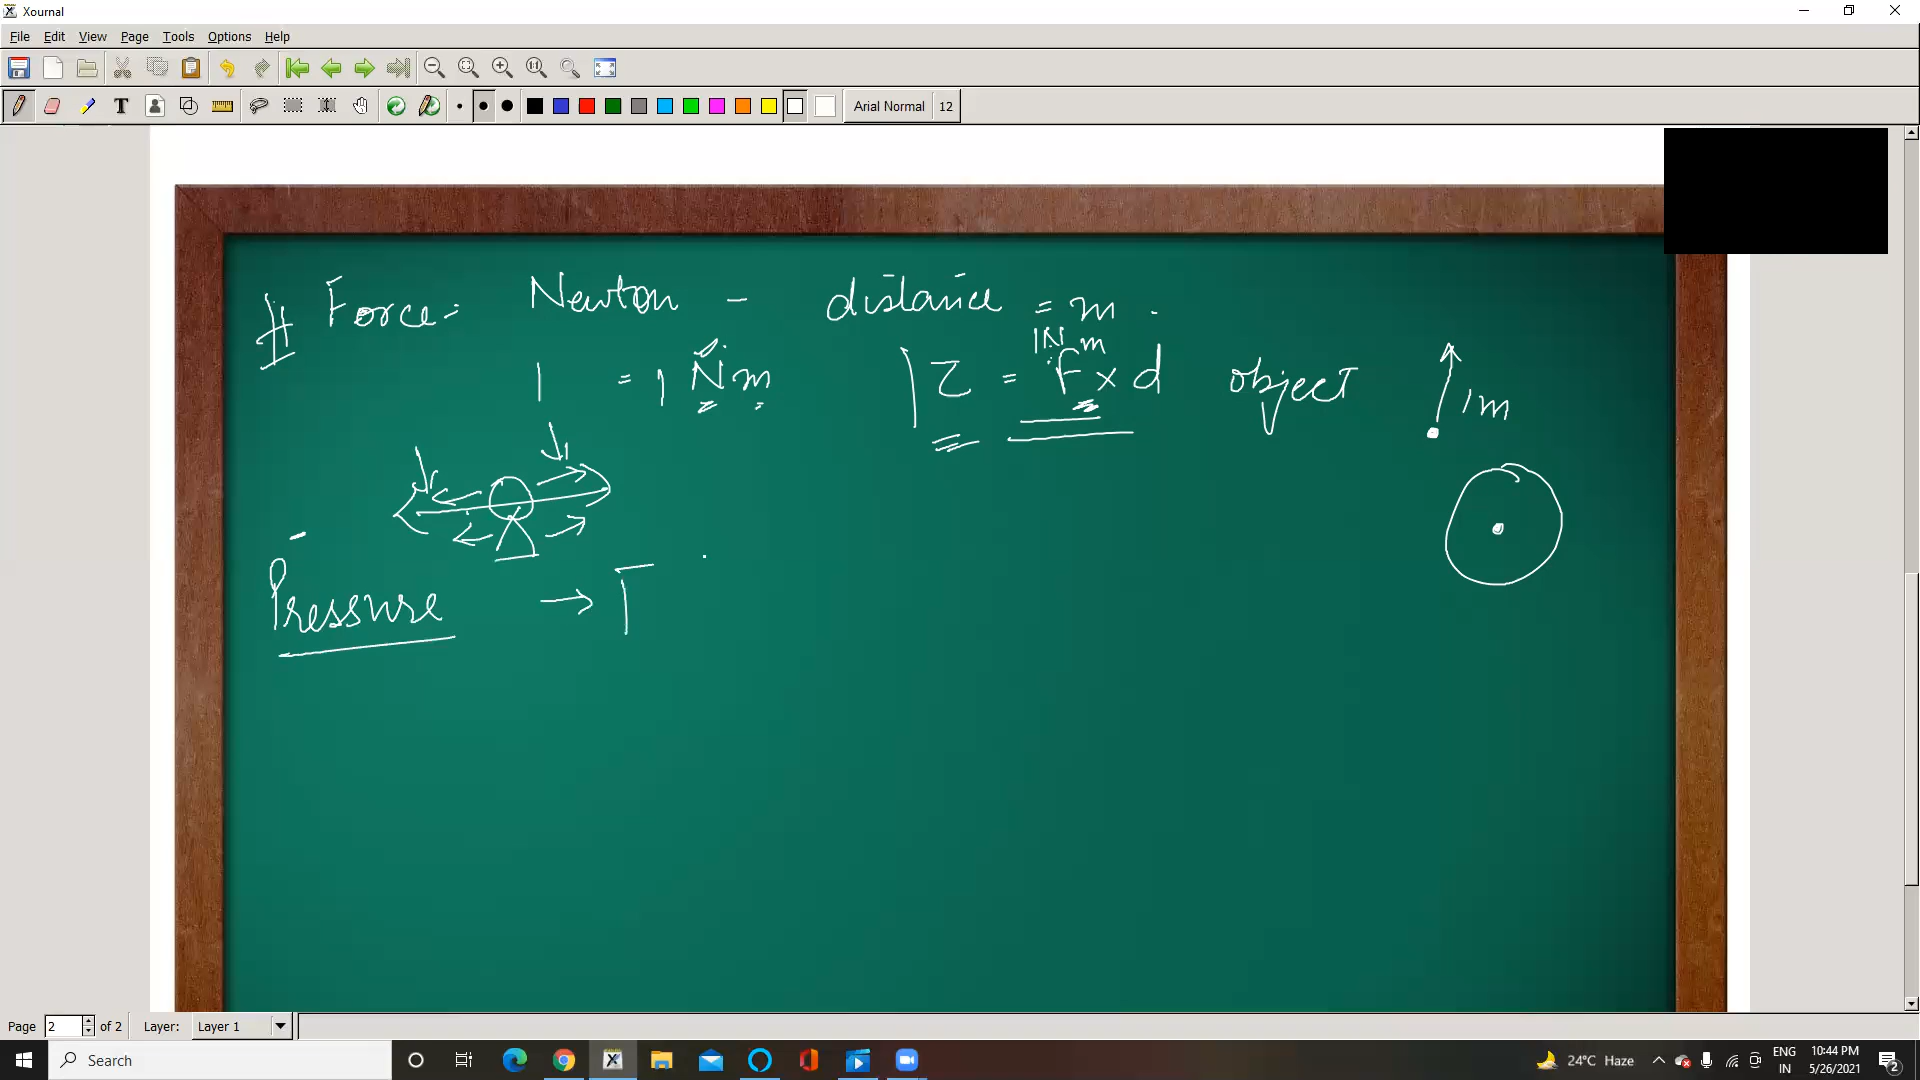 Xournal
File Edit View Page Tools Options Help
Arial Normal 12
# Force = Newton - distance = m .
1N m
1 = 1 Nm τ = F x d object 1m
Pressure →
Page 2 of 2 Layer: Layer 1
Search
24°C Haze
ENG
IN
10:44 PM
5/26/2021
2